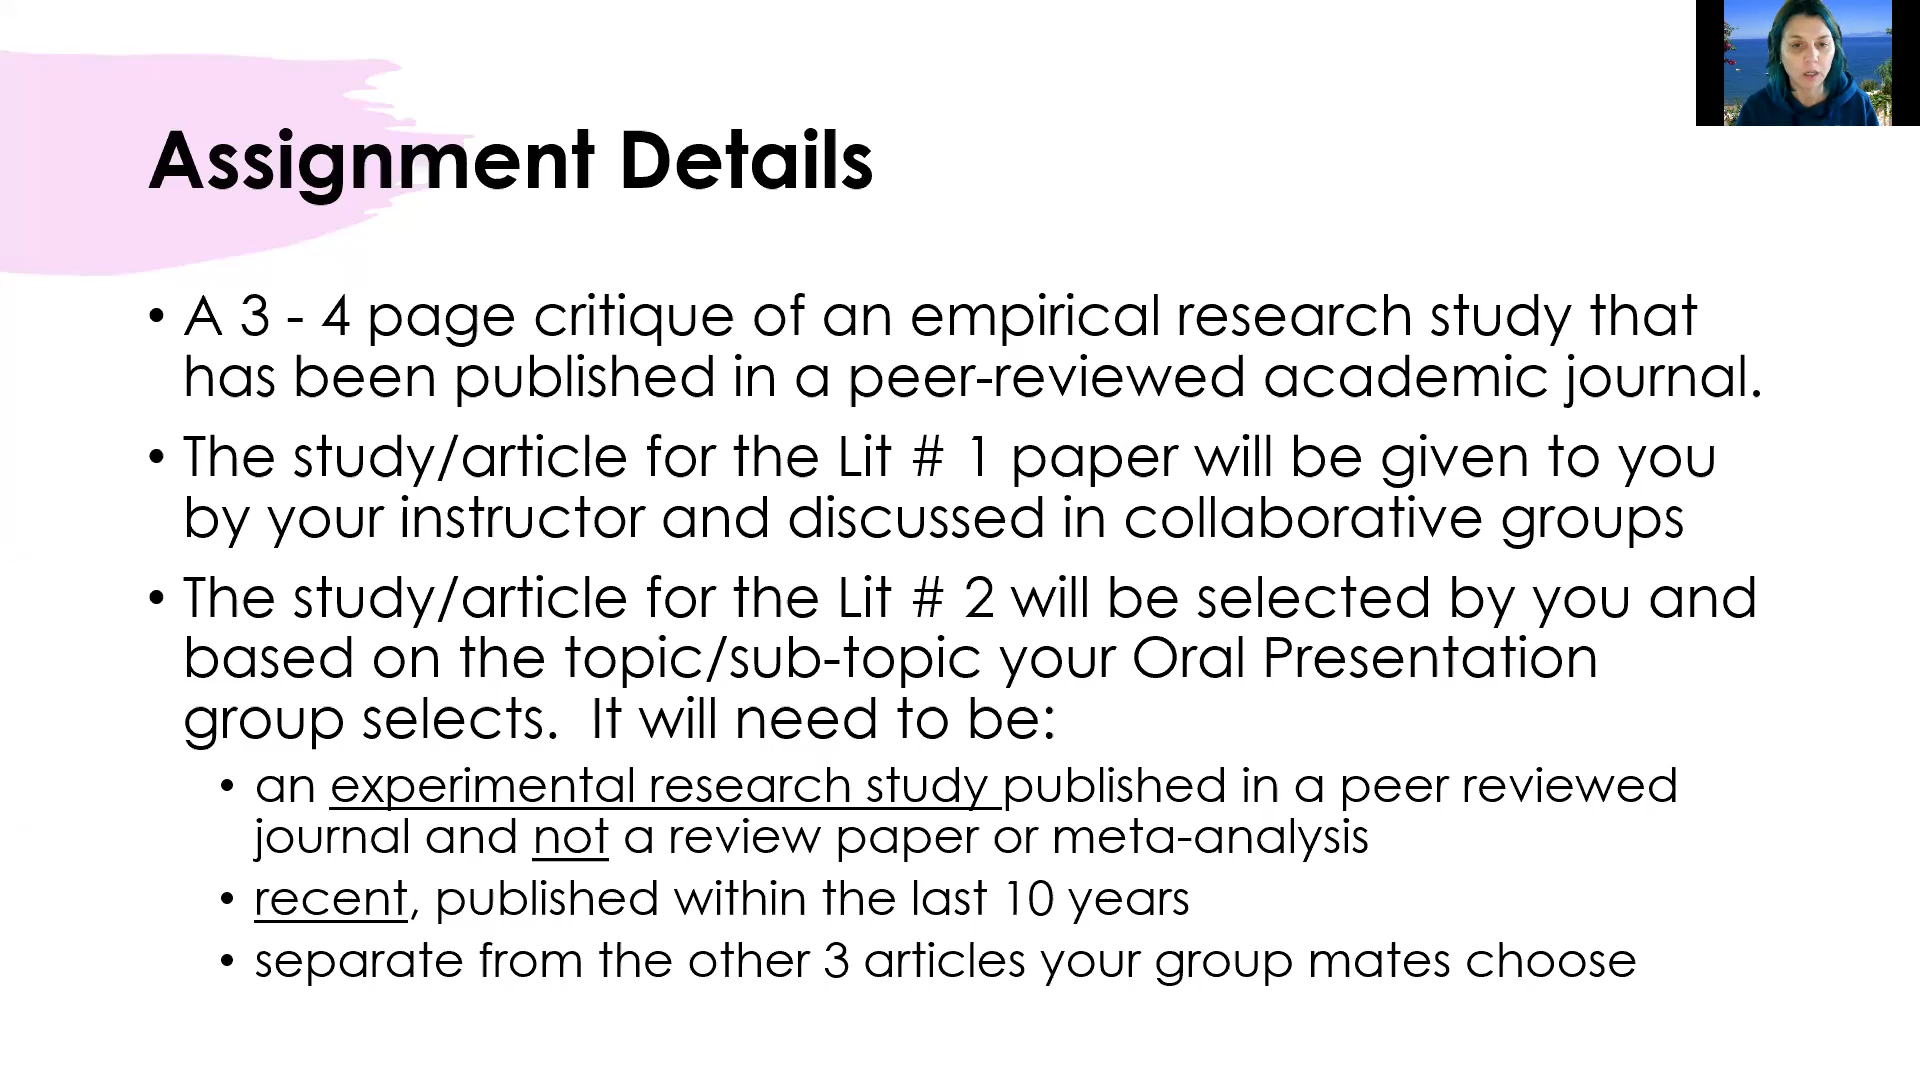 Assignment Details
• A 3 - 4 page critique of an empirical research study that
has been published in a peer-reviewed academic journal.
• The study/article for the Lit # 1 paper will be given to you
by your instructor and discussed in collaborative groups
• The study/article for the Lit # 2 will be selected by you and
based on the topic/sub-topic your Oral Presentation
group selects.  It will need to be:
• an experimental research study published in a peer reviewed
journal and not a review paper or meta-analysis
• recent, published within the last 10 years
• separate from the other 3 articles your group mates choose